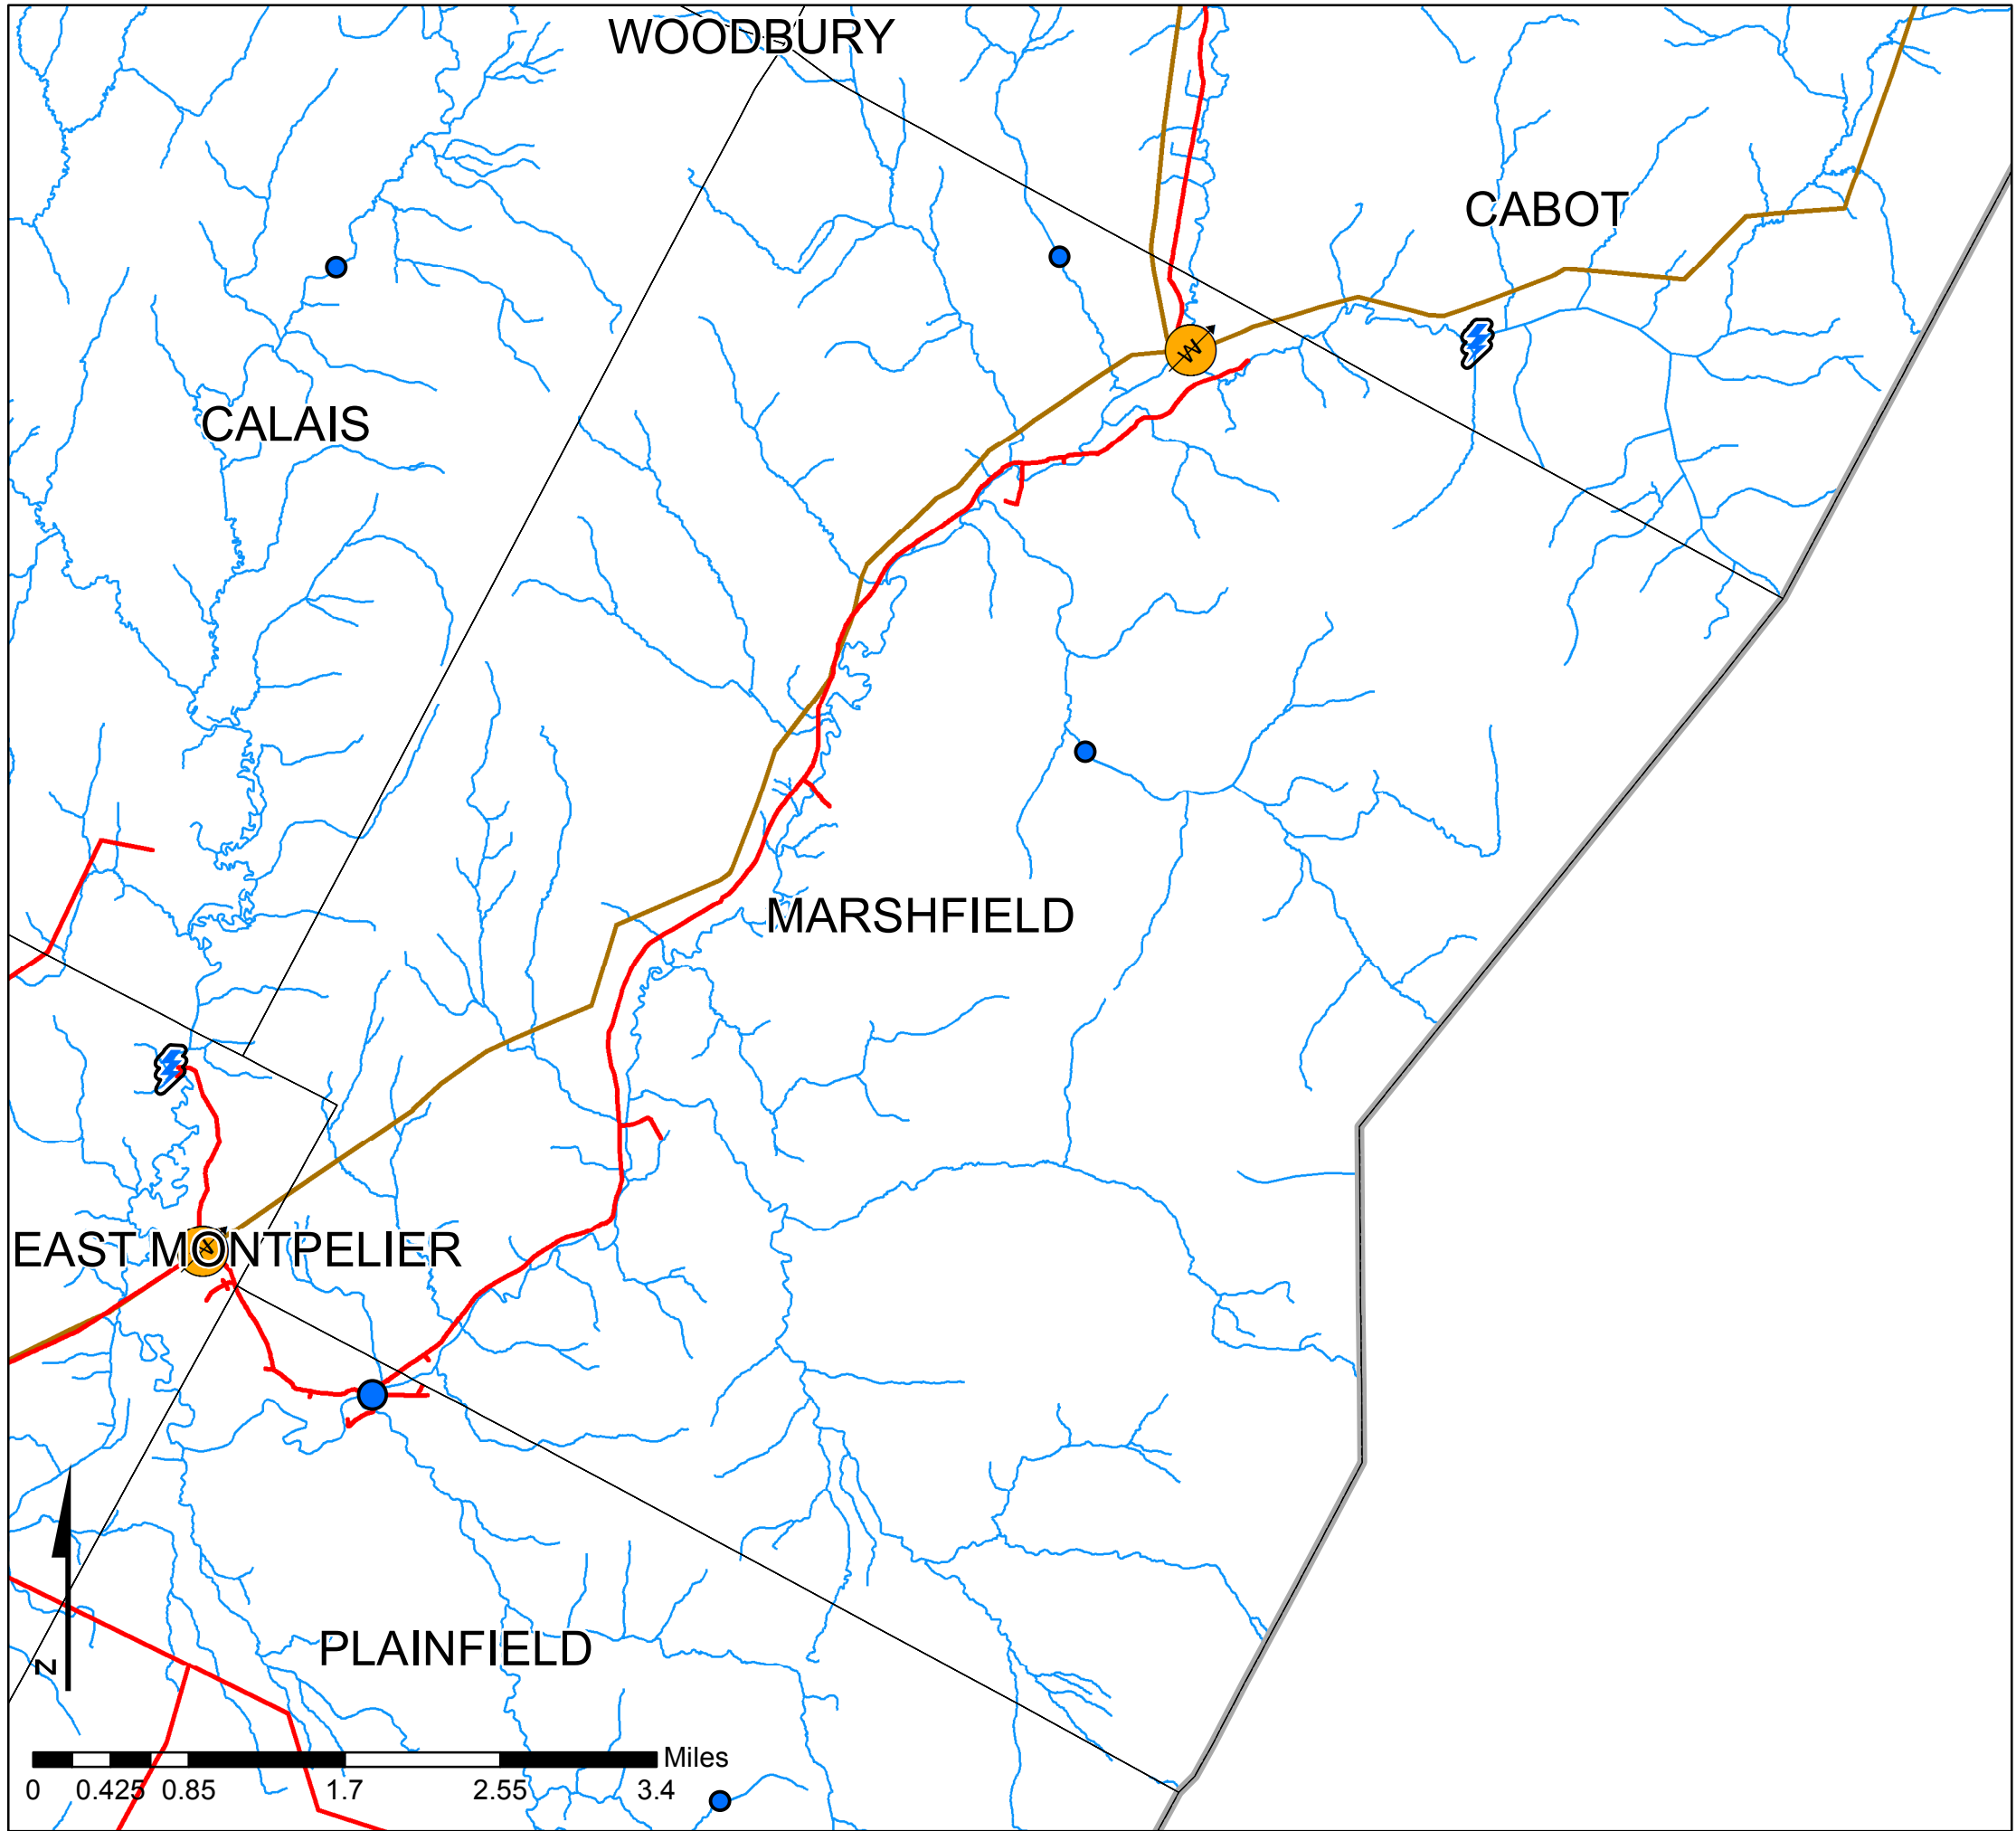 WOODBURY
CABOT
W
CALAIS
MARSHFIELD
EAST MONTPELIER
PLAINFIELD
N
Miles
0 0.425 0.85 1.7 2.55 3.4